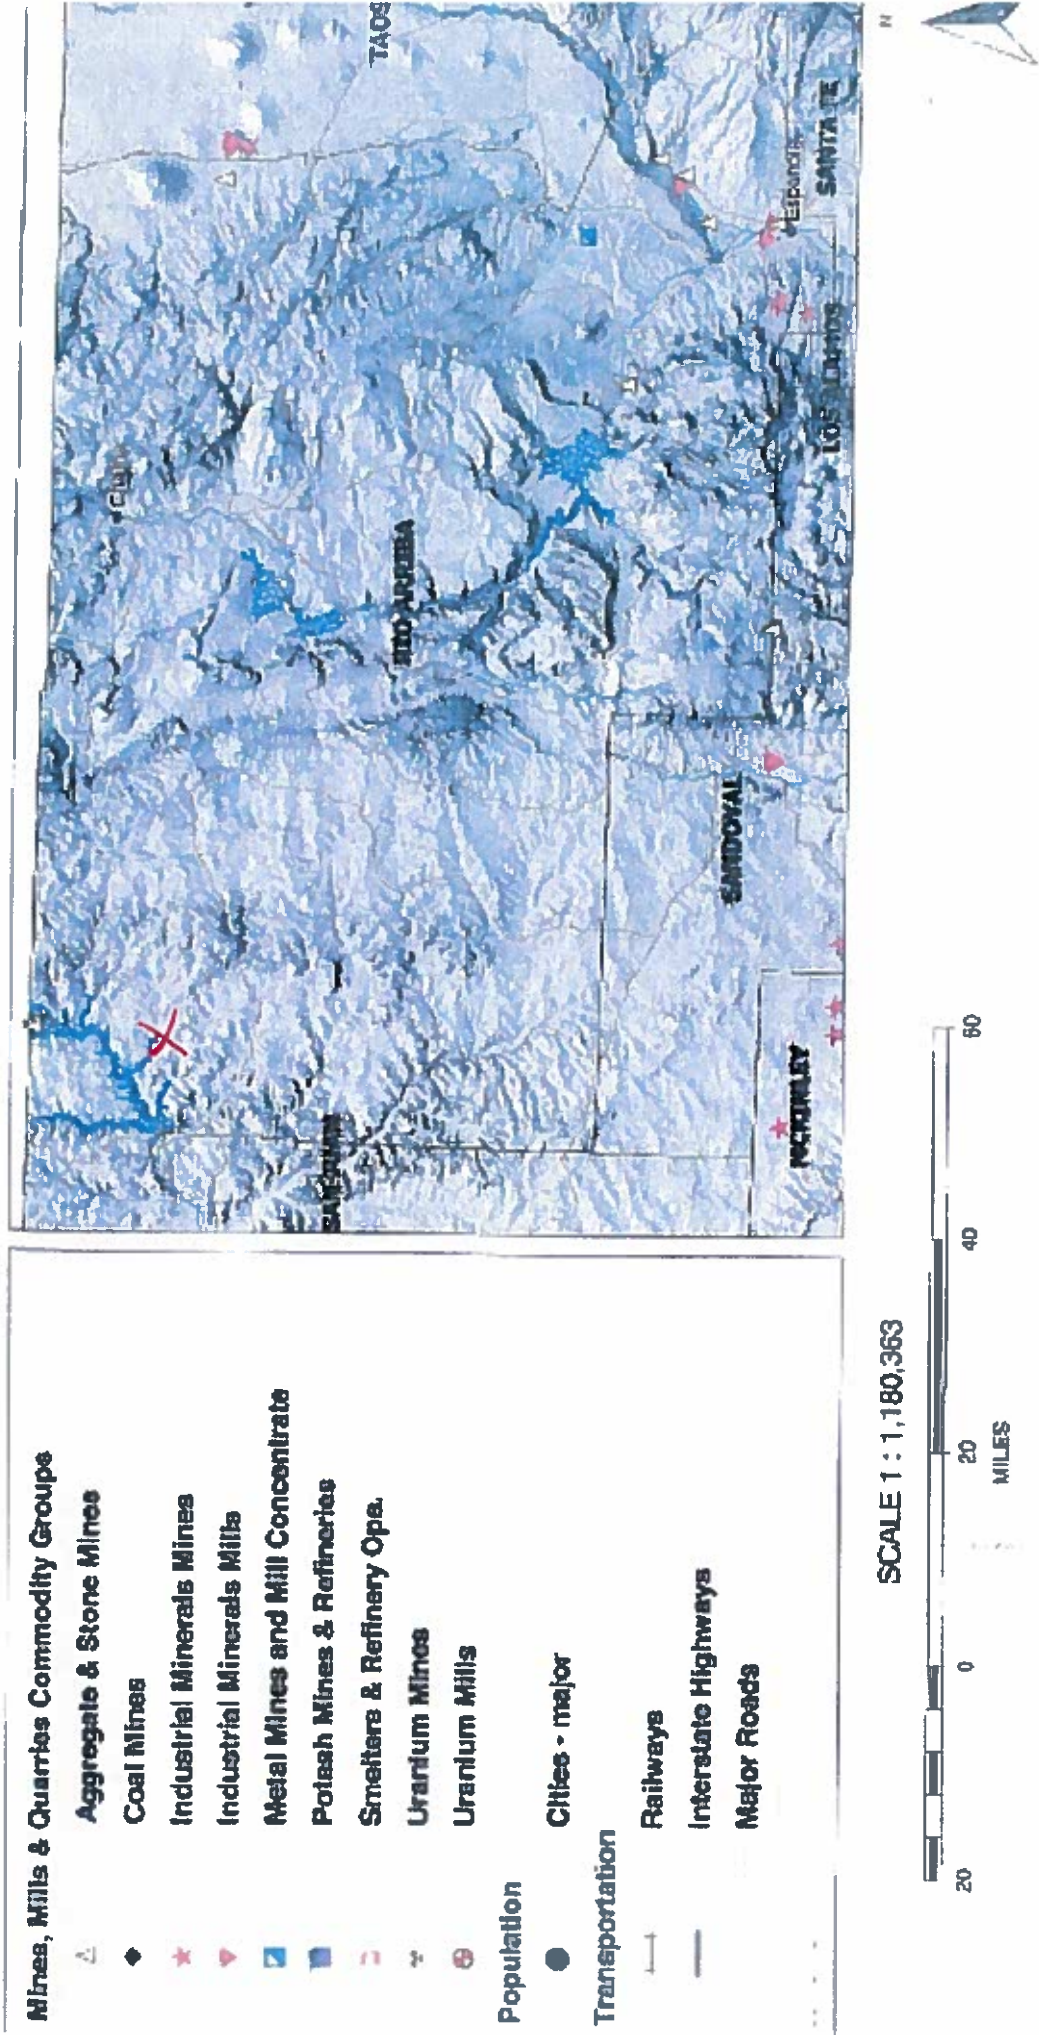 Mines, Mills & Quarries Commodity Groups
Aggregate & Stone Mines
Coal Mines
Industrial Minerals Mines
Industrial Minerals Mills
Metal Mines and Mill Concentrate
Potash Mines & Refineries
Smelters & Refinery Ops.
Uranium Mines
Uranium Mills
Population
Cities - major
Transportation
Railways
Interstate Highways
Major Roads
SAN JUAN
RIO ARRIBA
TAOS
MCKINLEY
SANDOVAL
LOS ALAMOS
SANTA FE
Espanola
SCALE 1 : 1,180,363
20 0 20 40 60
MILES
N